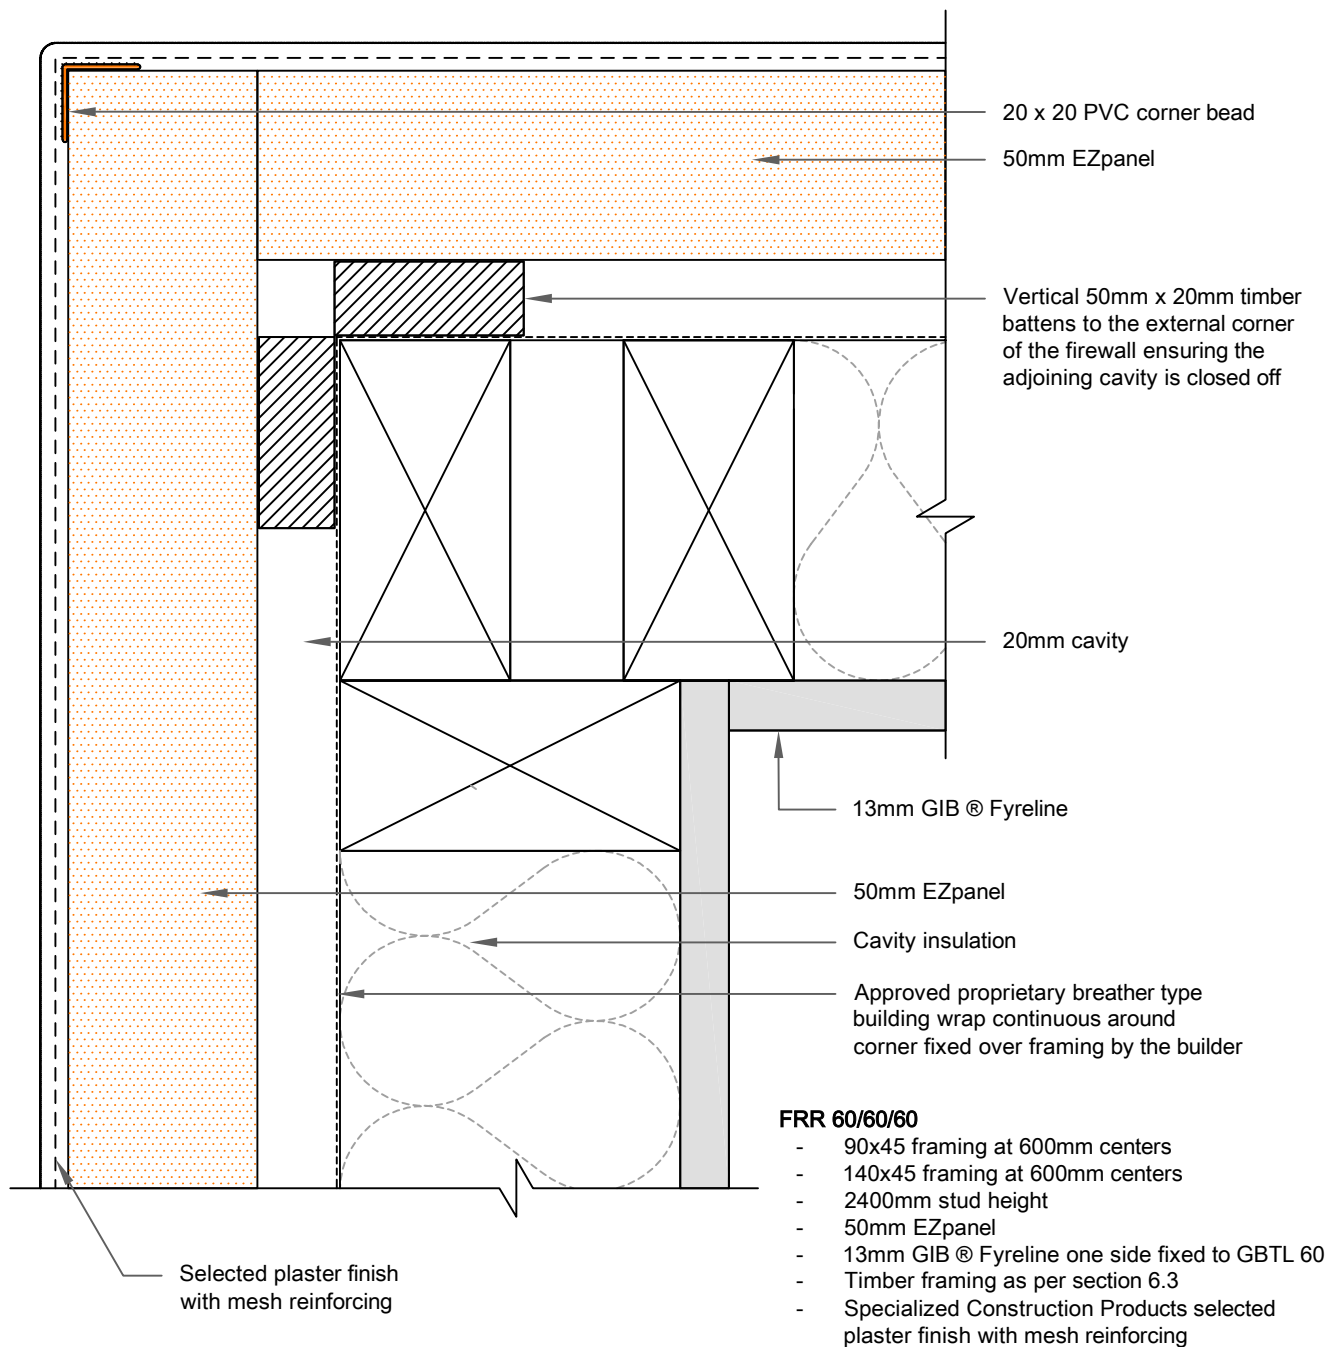 20 x 20 PVC corner bead
50mm EZpanel
Vertical 50mm x 20mm timber
battens to the external corner
of the firewall ensuring the
adjoining cavity is closed off
20mm cavity
13mm GIB ® Fyreline
50mm EZpanel
Cavity insulation
Approved proprietary breather type
building wrap continuous around
corner fixed over framing by the builder
FRR 60/60/60
- 90x45 framing at 600mm centers
- 140x45 framing at 600mm centers
- 2400mm stud height
- 50mm EZpanel
- 13mm GIB ® Fyreline one side fixed to GBTL 60
- Timber framing as per section 6.3
- Specialized Construction Products selected
plaster finish with mesh reinforcing
Selected plaster finish
with mesh reinforcing